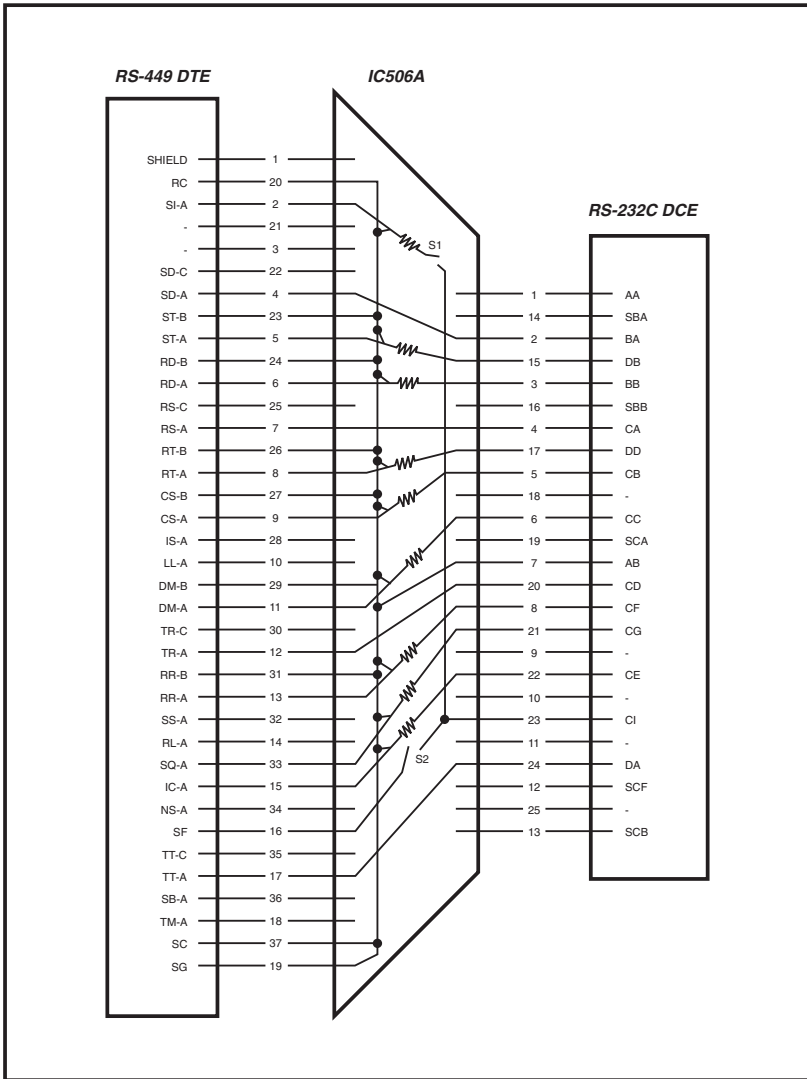 RS-449 DTE
IC506A
SHIELD 1
RC 20
SI-A 2
- 21
- 3
SD-C 22
SD-A 4
ST-B 23
ST-A 5
RD-B 24
RD-A 6
RS-C 25
RS-A 7
RT-B 26
RT-A 8
CS-B 27
CS-A 9
IS-A 28
LL-A 10
DM-B 29
DM-A 11
TR-C 30
TR-A 12
RR-B 31
RR-A 13
SS-A 32
RL-A 14
SQ-A 33
IC-A 15
NS-A 34
SF 16
TT-C 35
TT-A 17
SB-A 36
TM-A 18
SC 37
SG 19
S1
S2
RS-232C DCE
1 AA
14 SBA
2 BA
15 DB
3 BB
16 SBB
4 CA
17 DD
5 CB
18 -
6 CC
19 SCA
7 AB
20 CD
8 CF
21 CG
9 -
22 CE
10 -
23 CI
11 -
24 DA
12 SCF
25 -
13 SCB